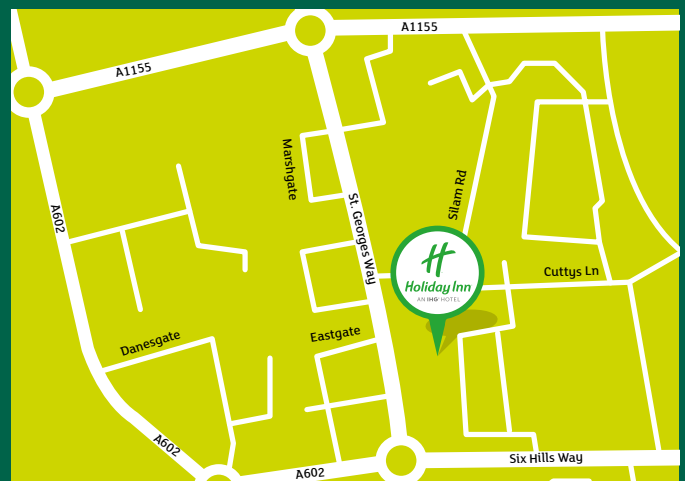 A1155
A1155
Marshgate
Silam Rd
A602
St. Georges Way
Holiday Inn
AN IHG® HOTEL
Cuttys Ln
Eastgate
Danesgate
A602
A602
Six Hills Way